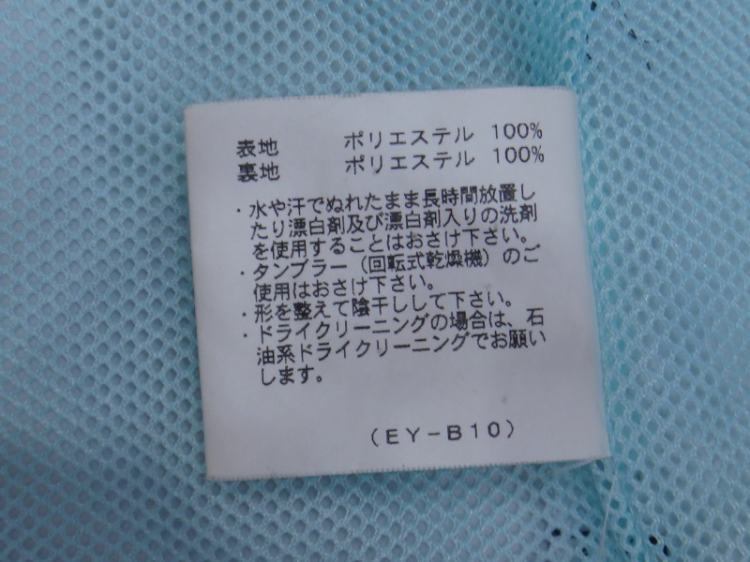 表地 ポリエステル 100%
裏地 ポリエステル 100%
・水や汗でぬれたまま長時間放置し
たり漂白剤及び漂白剤入りの洗剤
を使用することはおさけ下さい。
・タンブラー（回転式乾燥機）のご
使用はおさけ下さい。
・形を整えて陰干しして下さい。
・ドライクリーニングの場合は、石
油系ドライクリーニングでお願い
します。
（EY－B10）